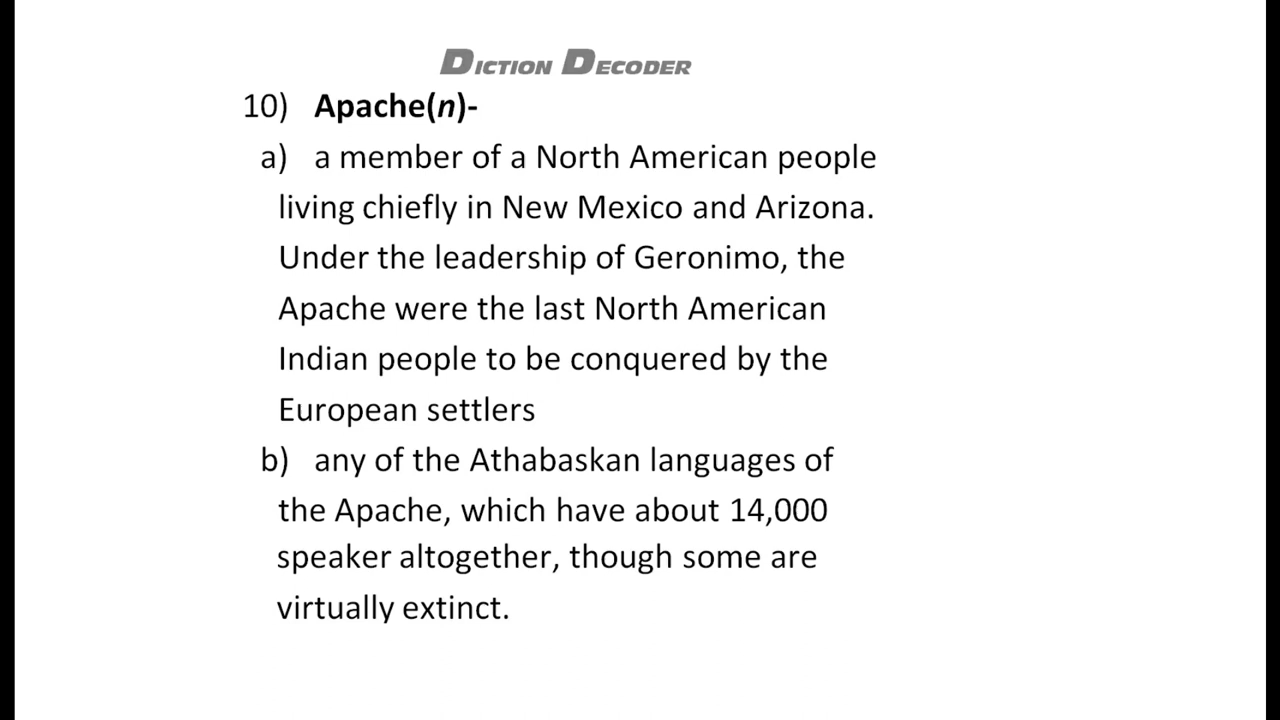 DICTION DECODER
10) Apache(n)-
a) a member of a North American people
living chiefly in New Mexico and Arizona.
Under the leadership of Geronimo, the
Apache were the last North American
Indian people to be conquered by the
European settlers
b) any of the Athabaskan languages of
the Apache, which have about 14,000
speaker altogether, though some are
virtually extinct.